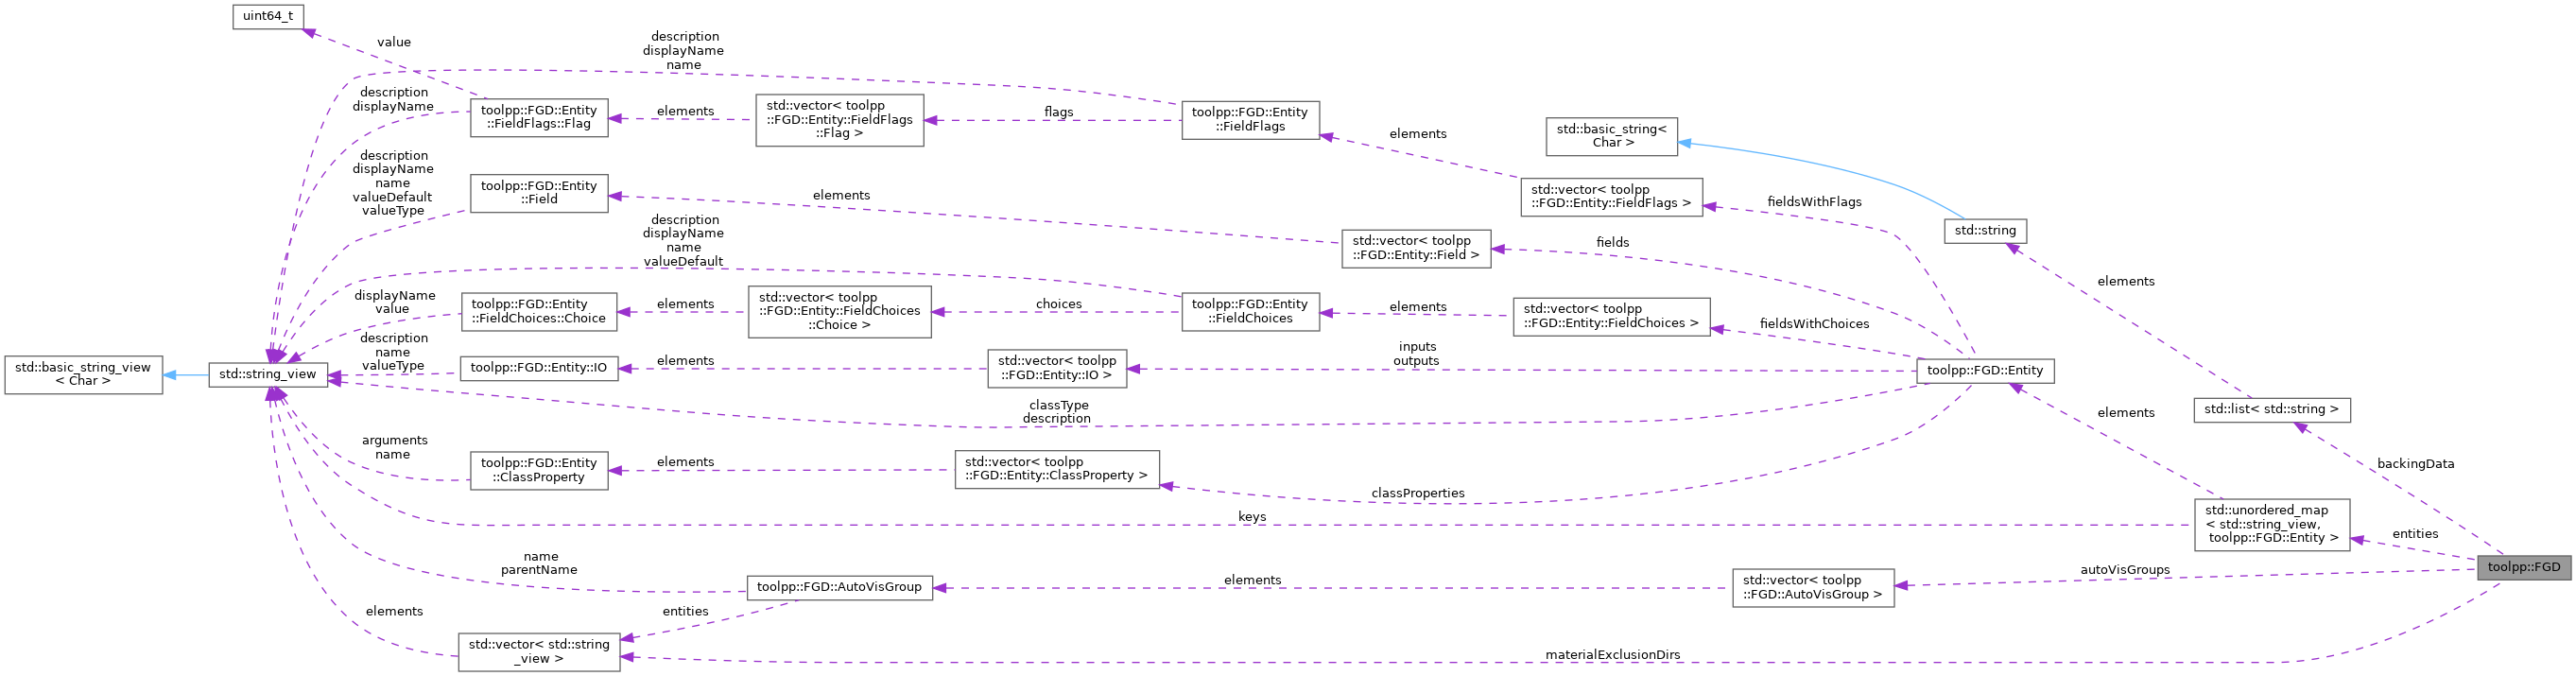 uint64_t
value
description
displayName
name
description
displayName
toolpp::FGD::Entity
::FieldFlags::Flag
elements
std::vector< toolpp
::FGD::Entity::FieldFlags
::Flag >
flags
toolpp::FGD::Entity
::FieldFlags
elements
std::basic_string<
Char >
description
displayName
name
valueDefault
valueType
toolpp::FGD::Entity
::Field
elements
std::vector< toolpp
::FGD::Entity::FieldFlags >
fieldsWithFlags
std::string
description
displayName
name
valueDefault
std::vector< toolpp
::FGD::Entity::Field >
fields
elements
displayName
value
toolpp::FGD::Entity
::FieldChoices::Choice
elements
std::vector< toolpp
::FGD::Entity::FieldChoices
::Choice >
choices
toolpp::FGD::Entity
::FieldChoices
elements
std::vector< toolpp
::FGD::Entity::FieldChoices >
fieldsWithChoices
std::basic_string_view
< Char >
std::string_view
description
name
valueType
toolpp::FGD::Entity::IO
elements
std::vector< toolpp
::FGD::Entity::IO >
inputs
outputs
toolpp::FGD::Entity
classType
description
elements
std::list< std::string >
arguments
name
toolpp::FGD::Entity
::ClassProperty
elements
std::vector< toolpp
::FGD::Entity::ClassProperty >
classProperties
backingData
keys
std::unordered_map
< std::string_view,
toolpp::FGD::Entity >
entities
toolpp::FGD
name
parentName
toolpp::FGD::AutoVisGroup
elements
std::vector< toolpp
::FGD::AutoVisGroup >
autoVisGroups
elements
entities
std::vector< std::string
_view >
materialExclusionDirs